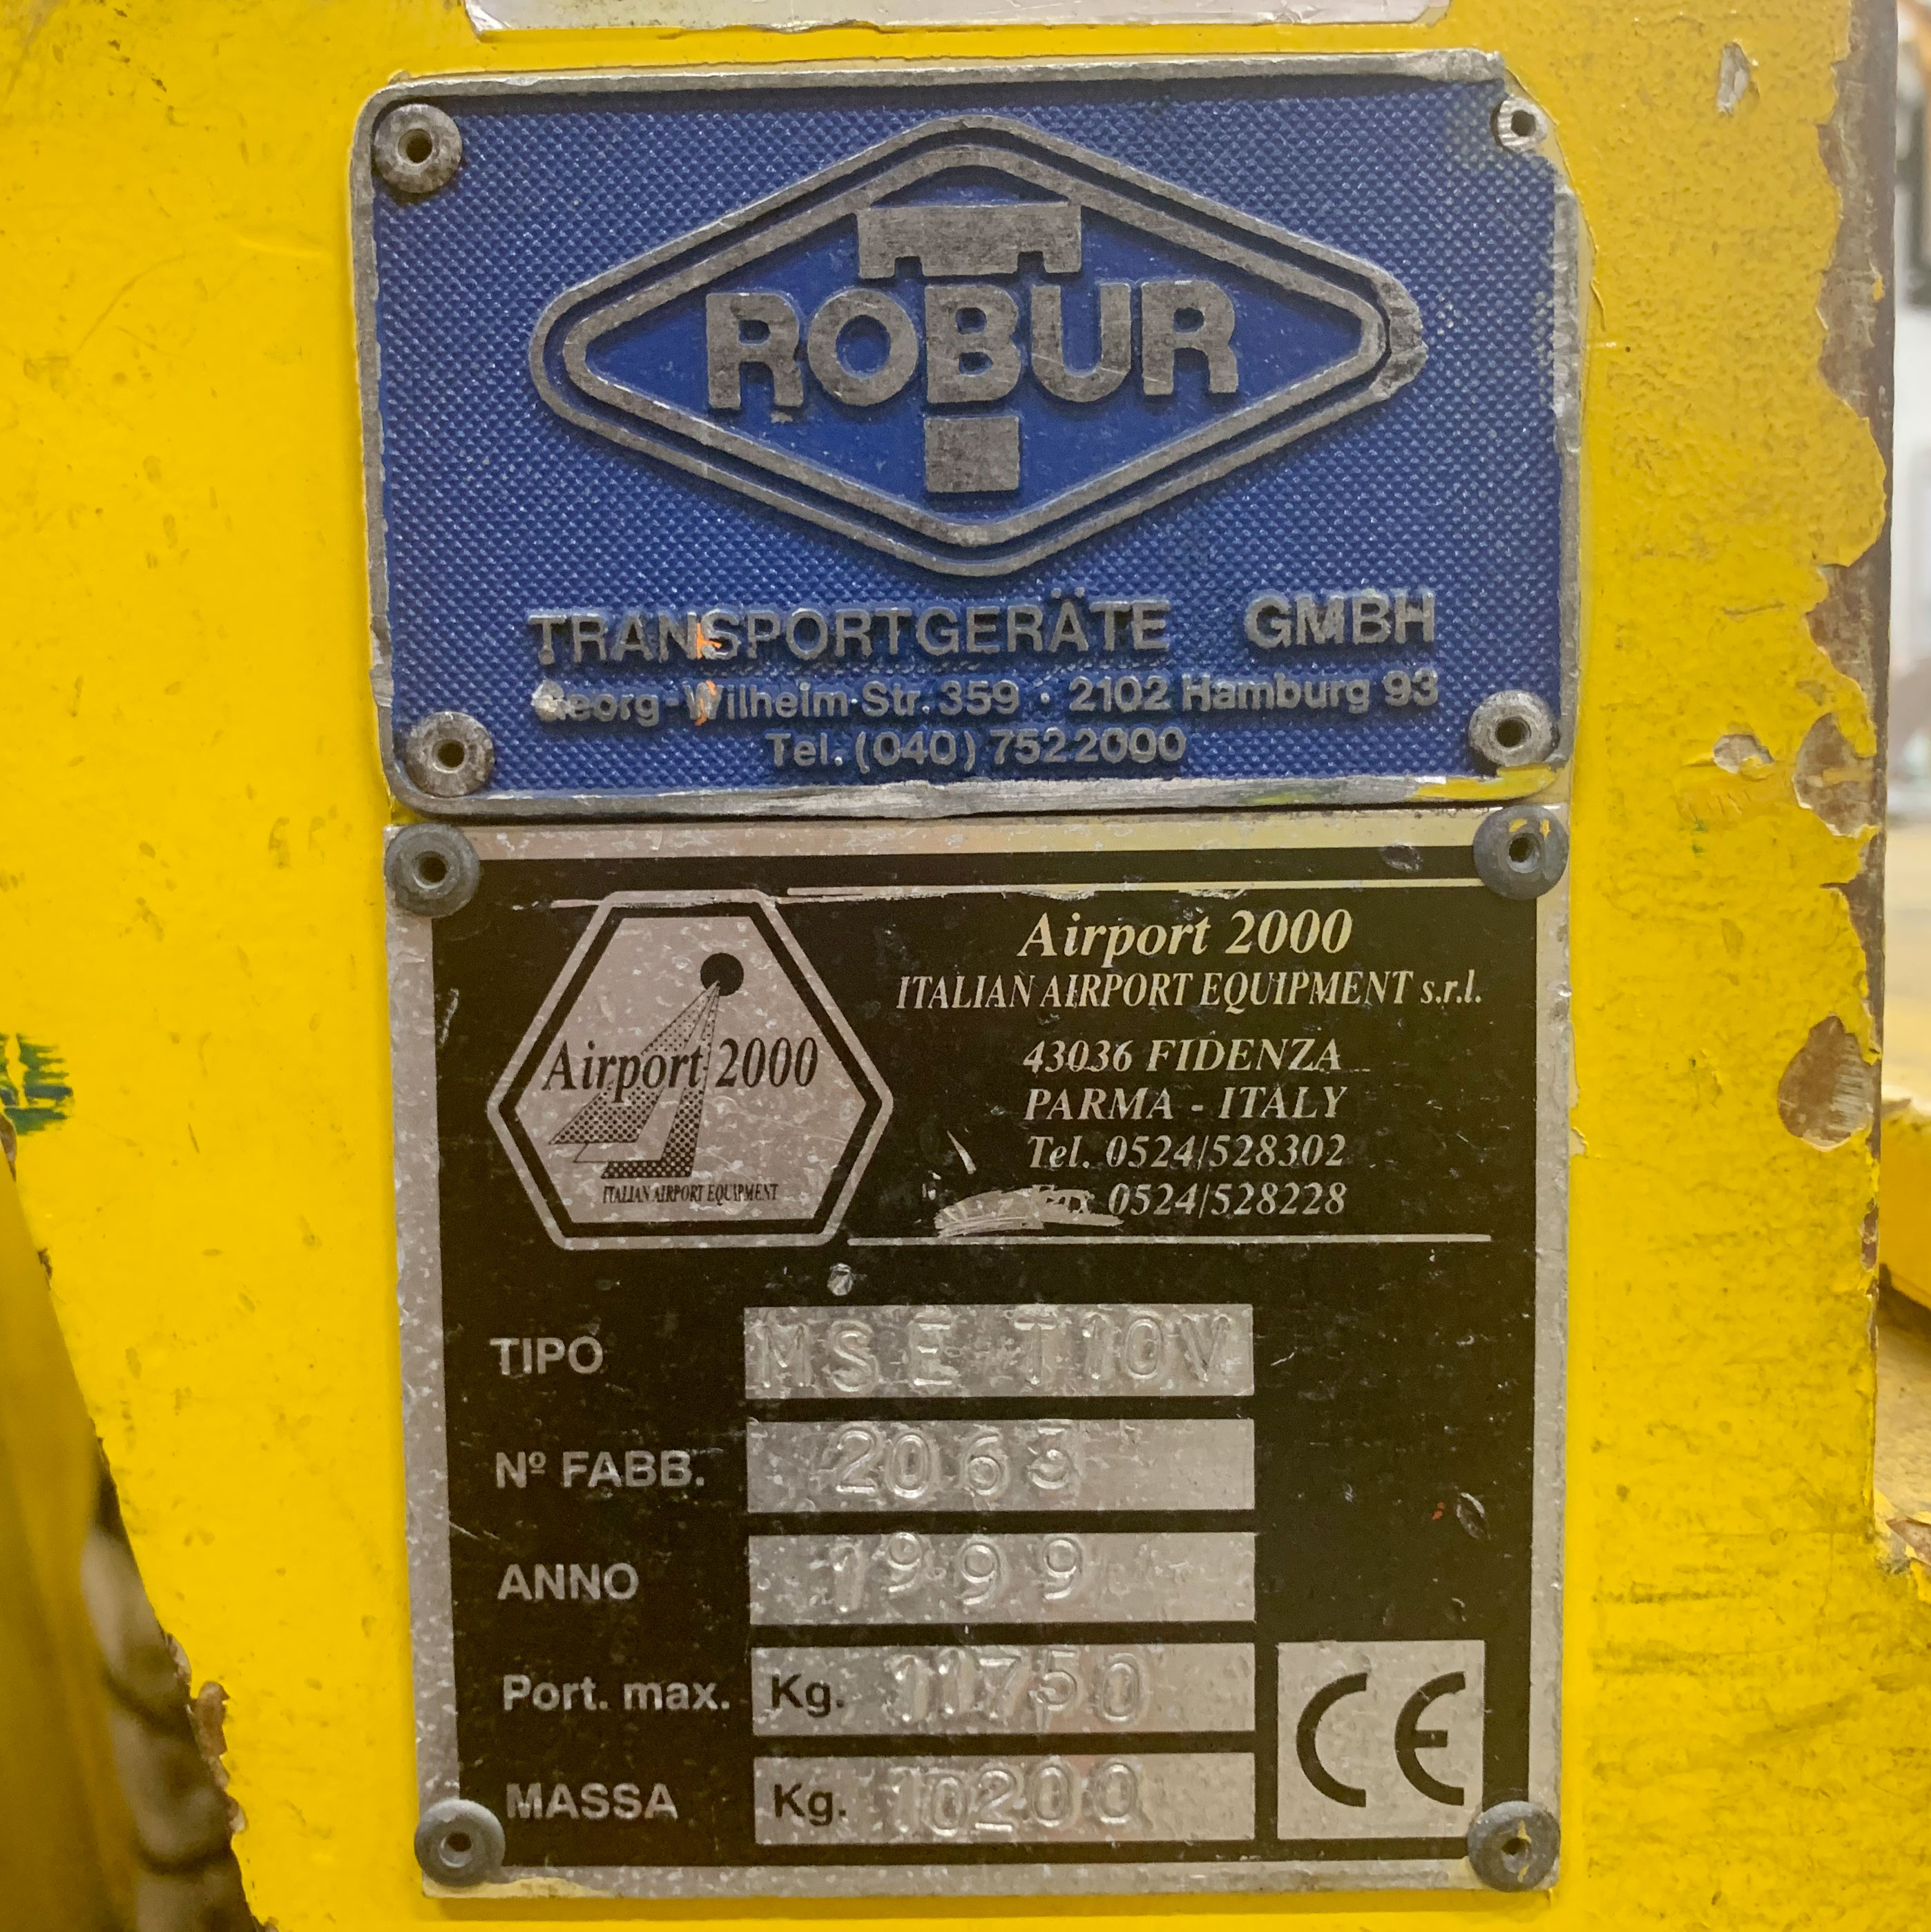 ROBUR
TRANSPORTGERÄTE GMBH
Georg-Wilhelm-Str. 359 · 2102 Hamburg 93
Tel. (040) 7522000
Airport 2000
ITALIAN AIRPORT EQUIPMENT s.r.l.
43036 FIDENZA
PARMA - ITALY
Tel. 0524/528302
Fax 0524/528228
Airport 2000
ITALIAN AIRPORT EQUIPMENT
TIPO MSE T10V
Nº FABB. 2063
ANNO 1999
Port. max. Kg. 11750
MASSA Kg. 10200
CE